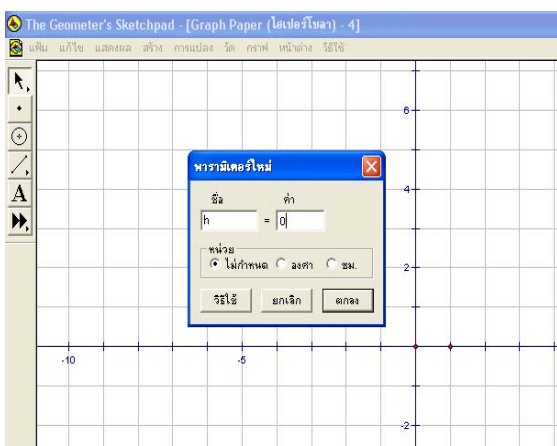 The Geometer's Sketchpad - [Graph Paper (ไฮเปอร์โบลา) - 4]
แฟ้ม แก้ไข แสดงผล สร้าง การแปลง วัด กราฟ หน้าต่าง วิธีใช้
A
6
พารามิเตอร์ใหม่
4
ชื่อ ค่า
h = 0
หน่วย
ไม่กำหนด องศา ซม.
2
วิธีใช้ ยกเลิก ตกลง
-10 -5
-2